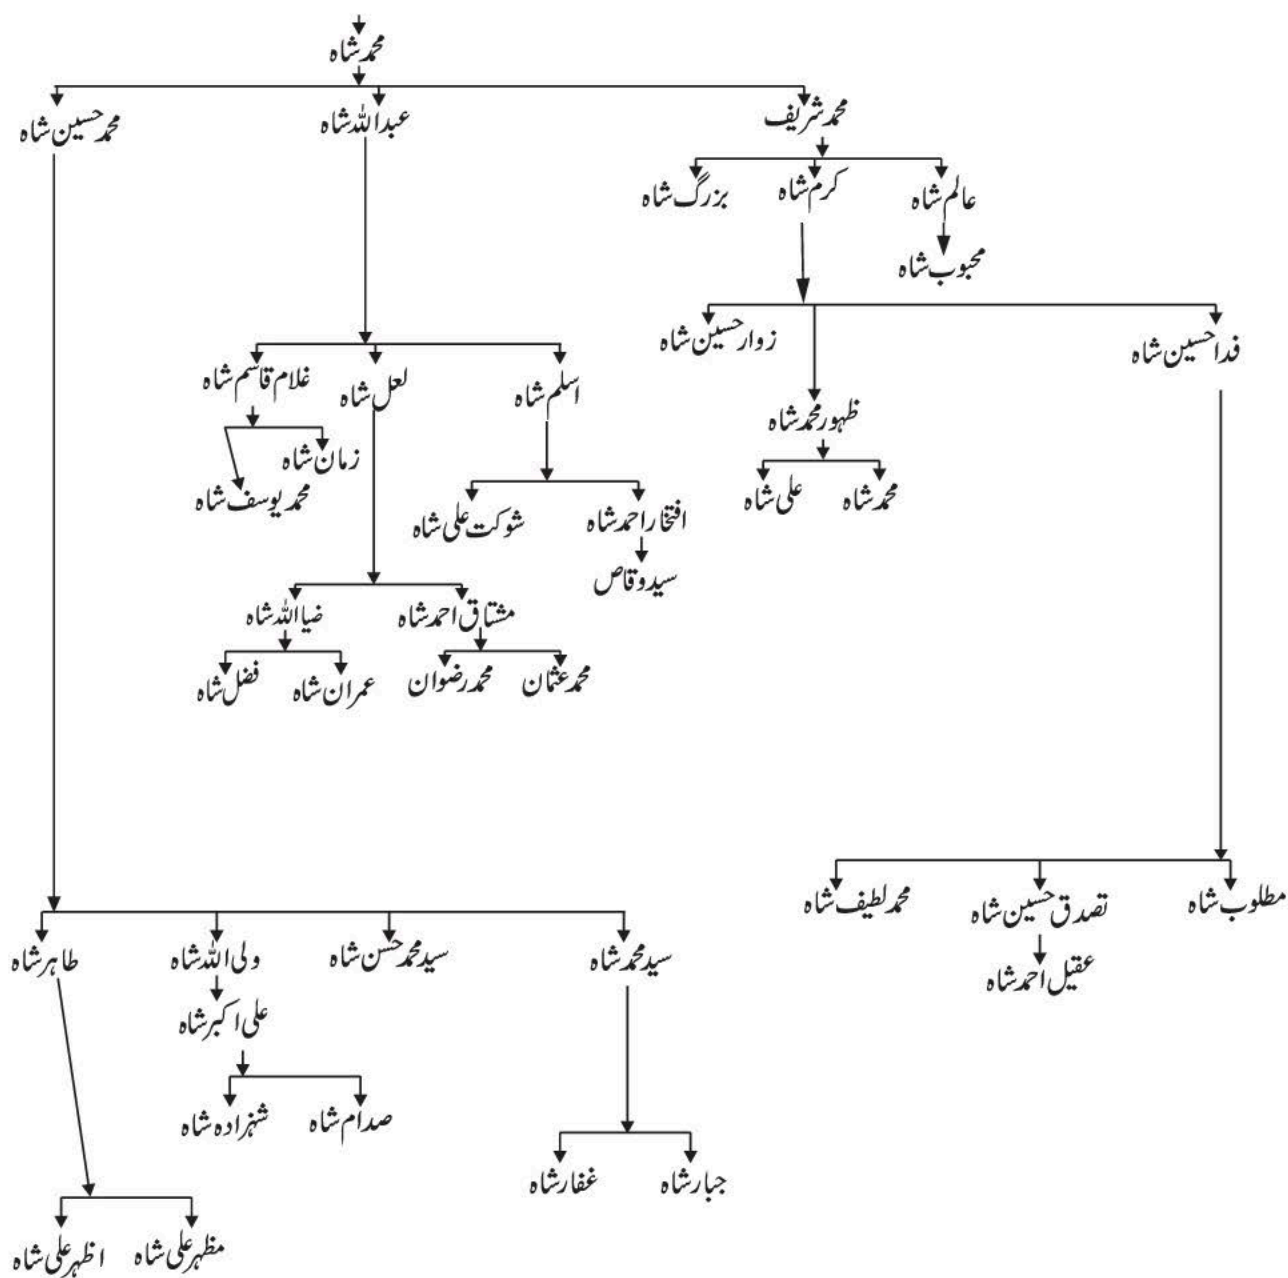 محمد شاہ
محمد شریف
عبداللہ شاہ
محمد حسین شاہ
عالم شاہ
کرم شاہ
بزرگ شاہ
محبوب شاہ
فدا حسین شاہ
زوار حسین شاہ
اسلم شاہ
لعل شاہ
غلام قاسم شاہ
ظہور محمد شاہ
زمان شاہ
محمد شاہ
علی شاہ
محمد یوسف شاہ
افتخار احمد شاہ
شوکت علی شاہ
سید وقاص
مشتاق احمد شاہ
ضیا اللہ شاہ
محمد عثمان
محمد رضوان
عمران شاہ
فضل شاہ
مطلوب شاہ
تصدق حسین شاہ
محمد لطیف شاہ
سید محمد شاہ
سید محمد حسن شاہ
ولی اللہ شاہ
طاہر شاہ
عقیل احمد شاہ
علی اکبر شاہ
صدام شاہ
شہزادہ شاہ
جبار شاہ
غفار شاہ
مظہر علی شاہ
اظہر علی شاہ